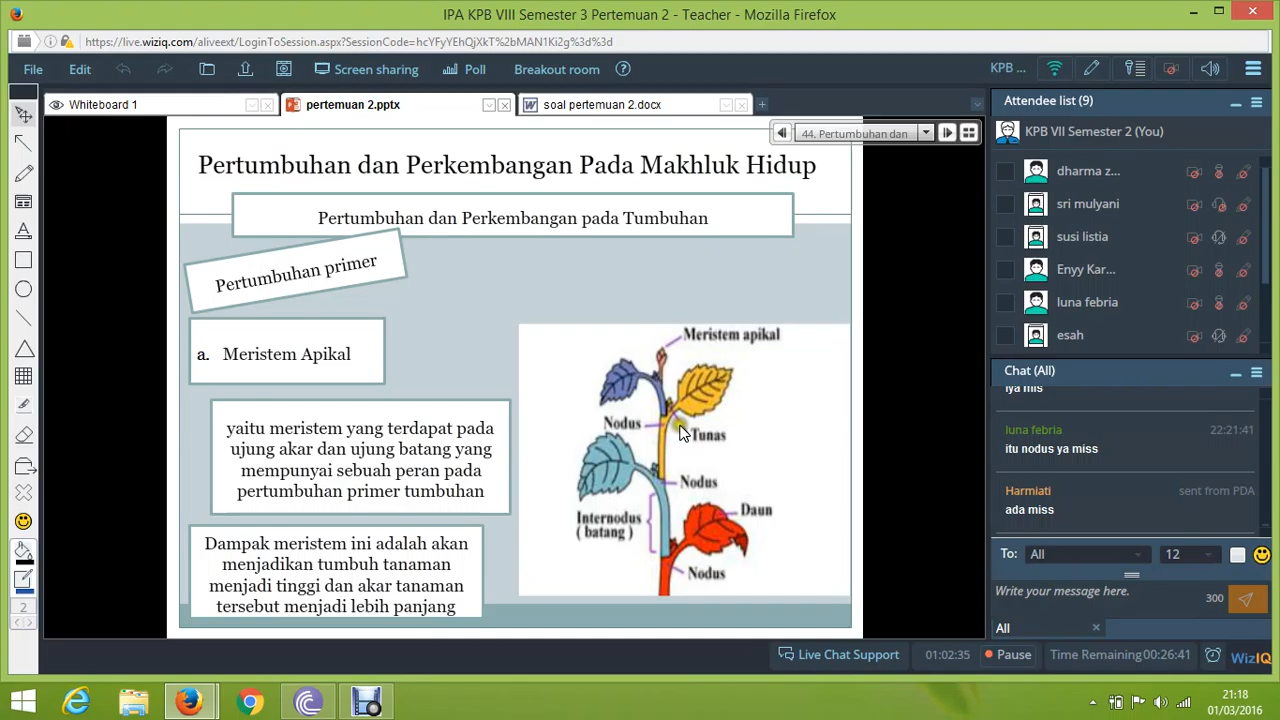 IPA KPB VIII Semester 3 Pertemuan 2 - Teacher - Mozilla Firefox
https://live.wiziq.com/aliveext/LoginToSession.aspx?SessionCode=hcYFyYEhQjXkT%2bMAN1Ki2g%3d%3d
File Edit Screen sharing Poll Breakout room ? KPB ...
Whiteboard 1 pertemuan 2.pptx soal pertemuan 2.docx
44. Pertumbuhan dan
Pertumbuhan dan Perkembangan Pada Makhluk Hidup
Pertumbuhan dan Perkembangan pada Tumbuhan
Pertumbuhan primer
a. Meristem Apikal
yaitu meristem yang terdapat pada
ujung akar dan ujung batang yang
mempunyai sebuah peran pada
pertumbuhan primer tumbuhan
Dampak meristem ini adalah akan
menjadikan tumbuh tanaman
menjadi tinggi dan akar tanaman
tersebut menjadi lebih panjang
Meristem apikal
Nodus
Tunas
Nodus
Internodus
(batang)
Daun
Nodus
Attendee list (9)
KPB VII Semester 2 (You)
dharma z...
sri mulyani
susi listia
Enyy Kar...
luna febria
esah
Chat (All)
iya mis
luna febria 22:21:41
itu nodus ya miss
Harmiati sent from PDA
ada miss
To: All 12
Write your message here. 300
All
Live Chat Support 01:02:35 Pause Time Remaining 00:26:41 WizIQ
2
21:18
01/03/2016